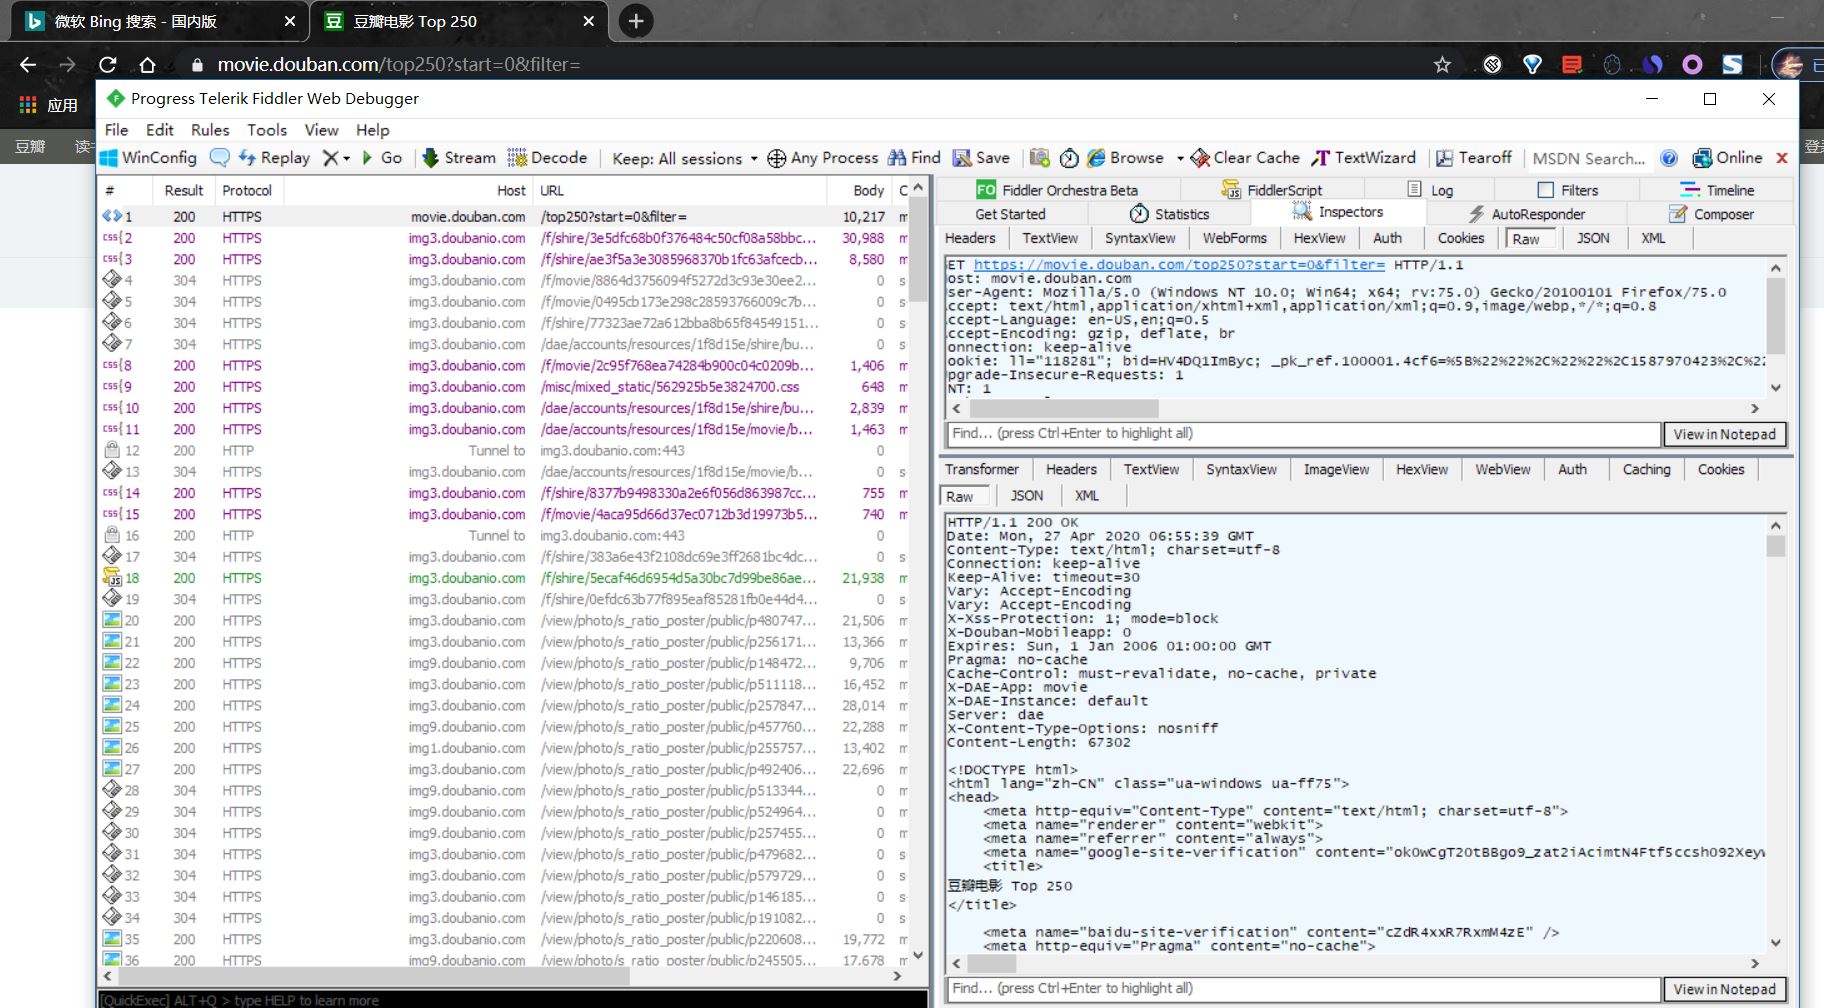 微软 Bing 搜索 - 国内版
豆瓣电影 Top 250
movie.douban.com/top250?start=0&filter=
应用
豆瓣
Progress Telerik Fiddler Web Debugger
File Edit Rules Tools View Help
WinConfig Replay Go Stream Decode Keep: All sessions Any Process Find Save Browse Clear Cache TextWizard Tearoff MSDN Search... Online
# Result Protocol Host URL Body C
1 200 HTTPS movie.douban.com /top250?start=0&filter= 10,217 m
2 200 HTTPS img3.doubanio.com /f/shire/3e5dfc68b0f376484c50cf08a58bbc... 30,988 m
3 200 HTTPS img3.doubanio.com /f/shire/ae3f5a3e3085968370b1fc63afcecb... 8,580 m
4 304 HTTPS img3.doubanio.com /f/movie/8864d3756094f5272d3c93e30ee2... 0 s
5 304 HTTPS img3.doubanio.com /f/movie/0495cb173e298c28593766009c7b... 0 s
6 304 HTTPS img3.doubanio.com /f/shire/77323ae72a612bba8b65f84549151... 0 s
7 304 HTTPS img3.doubanio.com /dae/accounts/resources/1f8d15e/shire/bu... 0 s
8 200 HTTPS img3.doubanio.com /f/movie/2c95f768ea74284b900c04c0209b... 1,406 m
9 200 HTTPS img3.doubanio.com /misc/mixed_static/562925b5e3824700.css 648 m
10 200 HTTPS img3.doubanio.com /dae/accounts/resources/1f8d15e/shire/bu... 2,839 m
11 200 HTTPS img3.doubanio.com /dae/accounts/resources/1f8d15e/movie/b... 1,463 m
12 200 HTTP Tunnel to img3.doubanio.com:443 0
13 304 HTTPS img3.doubanio.com /dae/accounts/resources/1f8d15e/movie/b... 0 s
14 200 HTTPS img3.doubanio.com /f/shire/8377b9498330a2e6f056d863987cc... 755 m
15 200 HTTPS img3.doubanio.com /f/movie/4aca95d66d37ec0712b3d19973b5... 740 m
16 200 HTTP Tunnel to img3.doubanio.com:443 0
17 304 HTTPS img3.doubanio.com /f/shire/383a6e43f2108dc69e3ff2681bc4dc... 0 s
18 200 HTTPS img3.doubanio.com /f/shire/5ecaf46d6954d5a30bc7d99be86ae... 21,938 m
19 304 HTTPS img3.doubanio.com /f/shire/0efdc63b77f895eaf85281fb0e44d4... 0 s
20 200 HTTPS img3.doubanio.com /view/photo/s_ratio_poster/public/p480747... 21,506 m
21 200 HTTPS img3.doubanio.com /view/photo/s_ratio_poster/public/p256171... 13,366 m
22 200 HTTPS img9.doubanio.com /view/photo/s_ratio_poster/public/p148472... 9,706 m
23 200 HTTPS img3.doubanio.com /view/photo/s_ratio_poster/public/p511118... 16,452 m
24 200 HTTPS img3.doubanio.com /view/photo/s_ratio_poster/public/p257847... 28,014 m
25 200 HTTPS img9.doubanio.com /view/photo/s_ratio_poster/public/p457760... 22,288 m
26 200 HTTPS img1.doubanio.com /view/photo/s_ratio_poster/public/p255757... 13,402 m
27 200 HTTPS img3.doubanio.com /view/photo/s_ratio_poster/public/p492406... 22,696 m
28 304 HTTPS img3.doubanio.com /view/photo/s_ratio_poster/public/p513344... 0 s
29 304 HTTPS img9.doubanio.com /view/photo/s_ratio_poster/public/p524964... 0 s
30 304 HTTPS img9.doubanio.com /view/photo/s_ratio_poster/public/p257455... 0 s
31 304 HTTPS img3.doubanio.com /view/photo/s_ratio_poster/public/p479682... 0 s
32 304 HTTPS img3.doubanio.com /view/photo/s_ratio_poster/public/p579729... 0 s
33 304 HTTPS img9.doubanio.com /view/photo/s_ratio_poster/public/p146185... 0 s
34 304 HTTPS img3.doubanio.com /view/photo/s_ratio_poster/public/p191082... 0 s
35 200 HTTPS img3.doubanio.com /view/photo/s_ratio_poster/public/p220608... 19,772 m
36 200 HTTPS img9.doubanio.com /view/photo/s_ratio_poster/public/p245505... 17,678 m
[QuickExec] ALT+Q > type HELP to learn more
Fiddler Orchestra Beta FiddlerScript Log Filters Timeline
Get Started Statistics Inspectors AutoResponder Composer
Headers TextView SyntaxView WebForms HexView Auth Cookies Raw JSON XML
ET https://movie.douban.com/top250?start=0&filter= HTTP/1.1
ost: movie.douban.com
ser-Agent: Mozilla/5.0 (Windows NT 10.0; Win64; x64; rv:75.0) Gecko/20100101 Firefox/75.0
ccept: text/html,application/xhtml+xml,application/xml;q=0.9,image/webp,*/*;q=0.8
ccept-Language: en-US,en;q=0.5
ccept-Encoding: gzip, deflate, br
onnection: keep-alive
ookie: ll="118281"; bid=HV4DQ1ImByc; _pk_ref.100001.4cf6=%5B%22%22%2C%22%22%2C1587970423%2C%22
pgrade-Insecure-Requests: 1
NT: 1
Find... (press Ctrl+Enter to highlight all) View in Notepad
Transformer Headers TextView SyntaxView ImageView HexView WebView Auth Caching Cookies
Raw JSON XML
HTTP/1.1 200 OK
Date: Mon, 27 Apr 2020 06:55:39 GMT
Content-Type: text/html; charset=utf-8
Connection: keep-alive
Keep-Alive: timeout=30
Vary: Accept-Encoding
Vary: Accept-Encoding
X-Xss-Protection: 1; mode=block
X-Douban-Mobileapp: 0
Expires: Sun, 1 Jan 2006 01:00:00 GMT
Pragma: no-cache
Cache-Control: must-revalidate, no-cache, private
X-DAE-App: movie
X-DAE-Instance: default
Server: dae
X-Content-Type-Options: nosniff
Content-Length: 67302
<!DOCTYPE html>
<html lang="zh-CN" class="ua-windows ua-ff75">
<head>
<meta http-equiv="Content-Type" content="text/html; charset=utf-8">
<meta name="renderer" content="webkit">
<meta name="referrer" content="always">
<meta name="google-site-verification" content="ok0wCgT20tBBgo9_zat2iAcimtN4Ftf5ccsh092Xeyw
<title>
豆瓣电影 Top 250
</title>
<meta name="baidu-site-verification" content="cZdR4xxR7RxmM4zE" />
<meta http-equiv="Pragma" content="no-cache">
Find... (press Ctrl+Enter to highlight all) View in Notepad